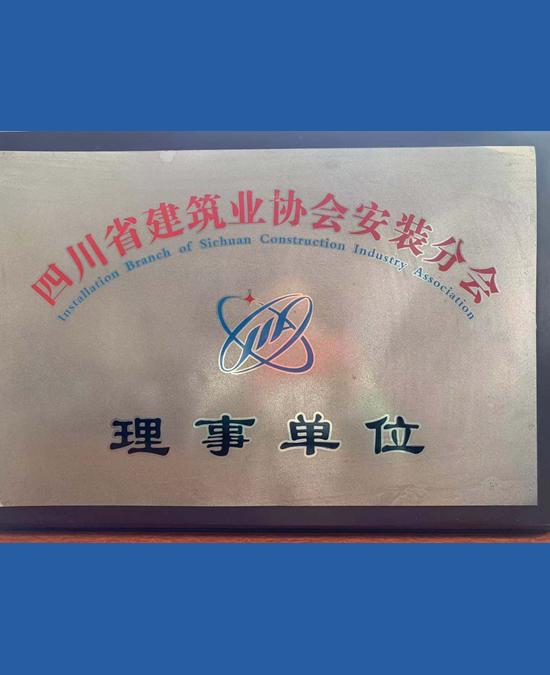 四川省建筑业协会安装分会
Installation Branch of Sichuan Construction Industry Association
理事单位